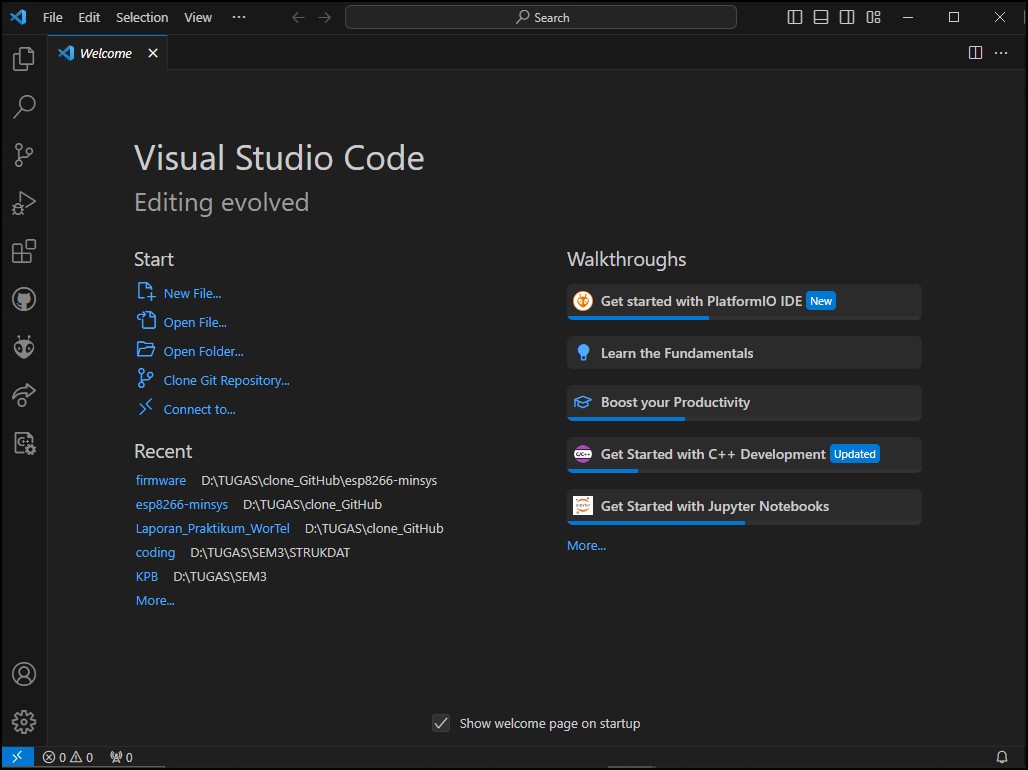 File Edit Selection View ··· Search
Welcome
Visual Studio Code
Editing evolved
Start
New File...
Open File...
Open Folder...
Clone Git Repository...
Connect to...
Recent
firmware D:\TUGAS\clone_GitHub\esp8266-minsys
esp8266-minsys D:\TUGAS\clone_GitHub
Laporan_Praktikum_WorTel D:\TUGAS\clone_GitHub
coding D:\TUGAS\SEM3\STRUKDAT
KPB D:\TUGAS\SEM3
More...
Walkthroughs
Get started with PlatformIO IDE New
Learn the Fundamentals
Boost your Productivity
C/C++ Get Started with C++ Development Updated
Get Started with Jupyter Notebooks
More...
Show welcome page on startup
0 0 0